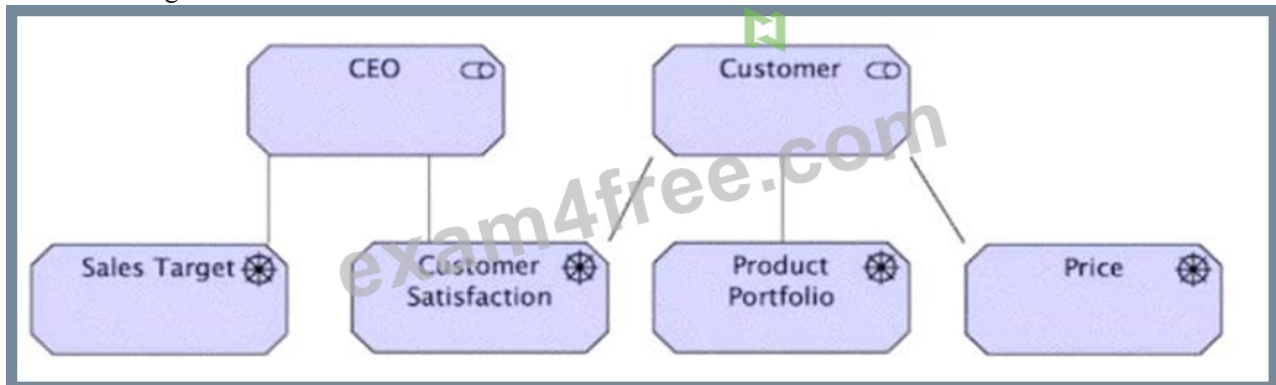 CEO
Customer
Sales Target
Customer
Satisfaction
Product
Portfolio
Price
exam4free.com